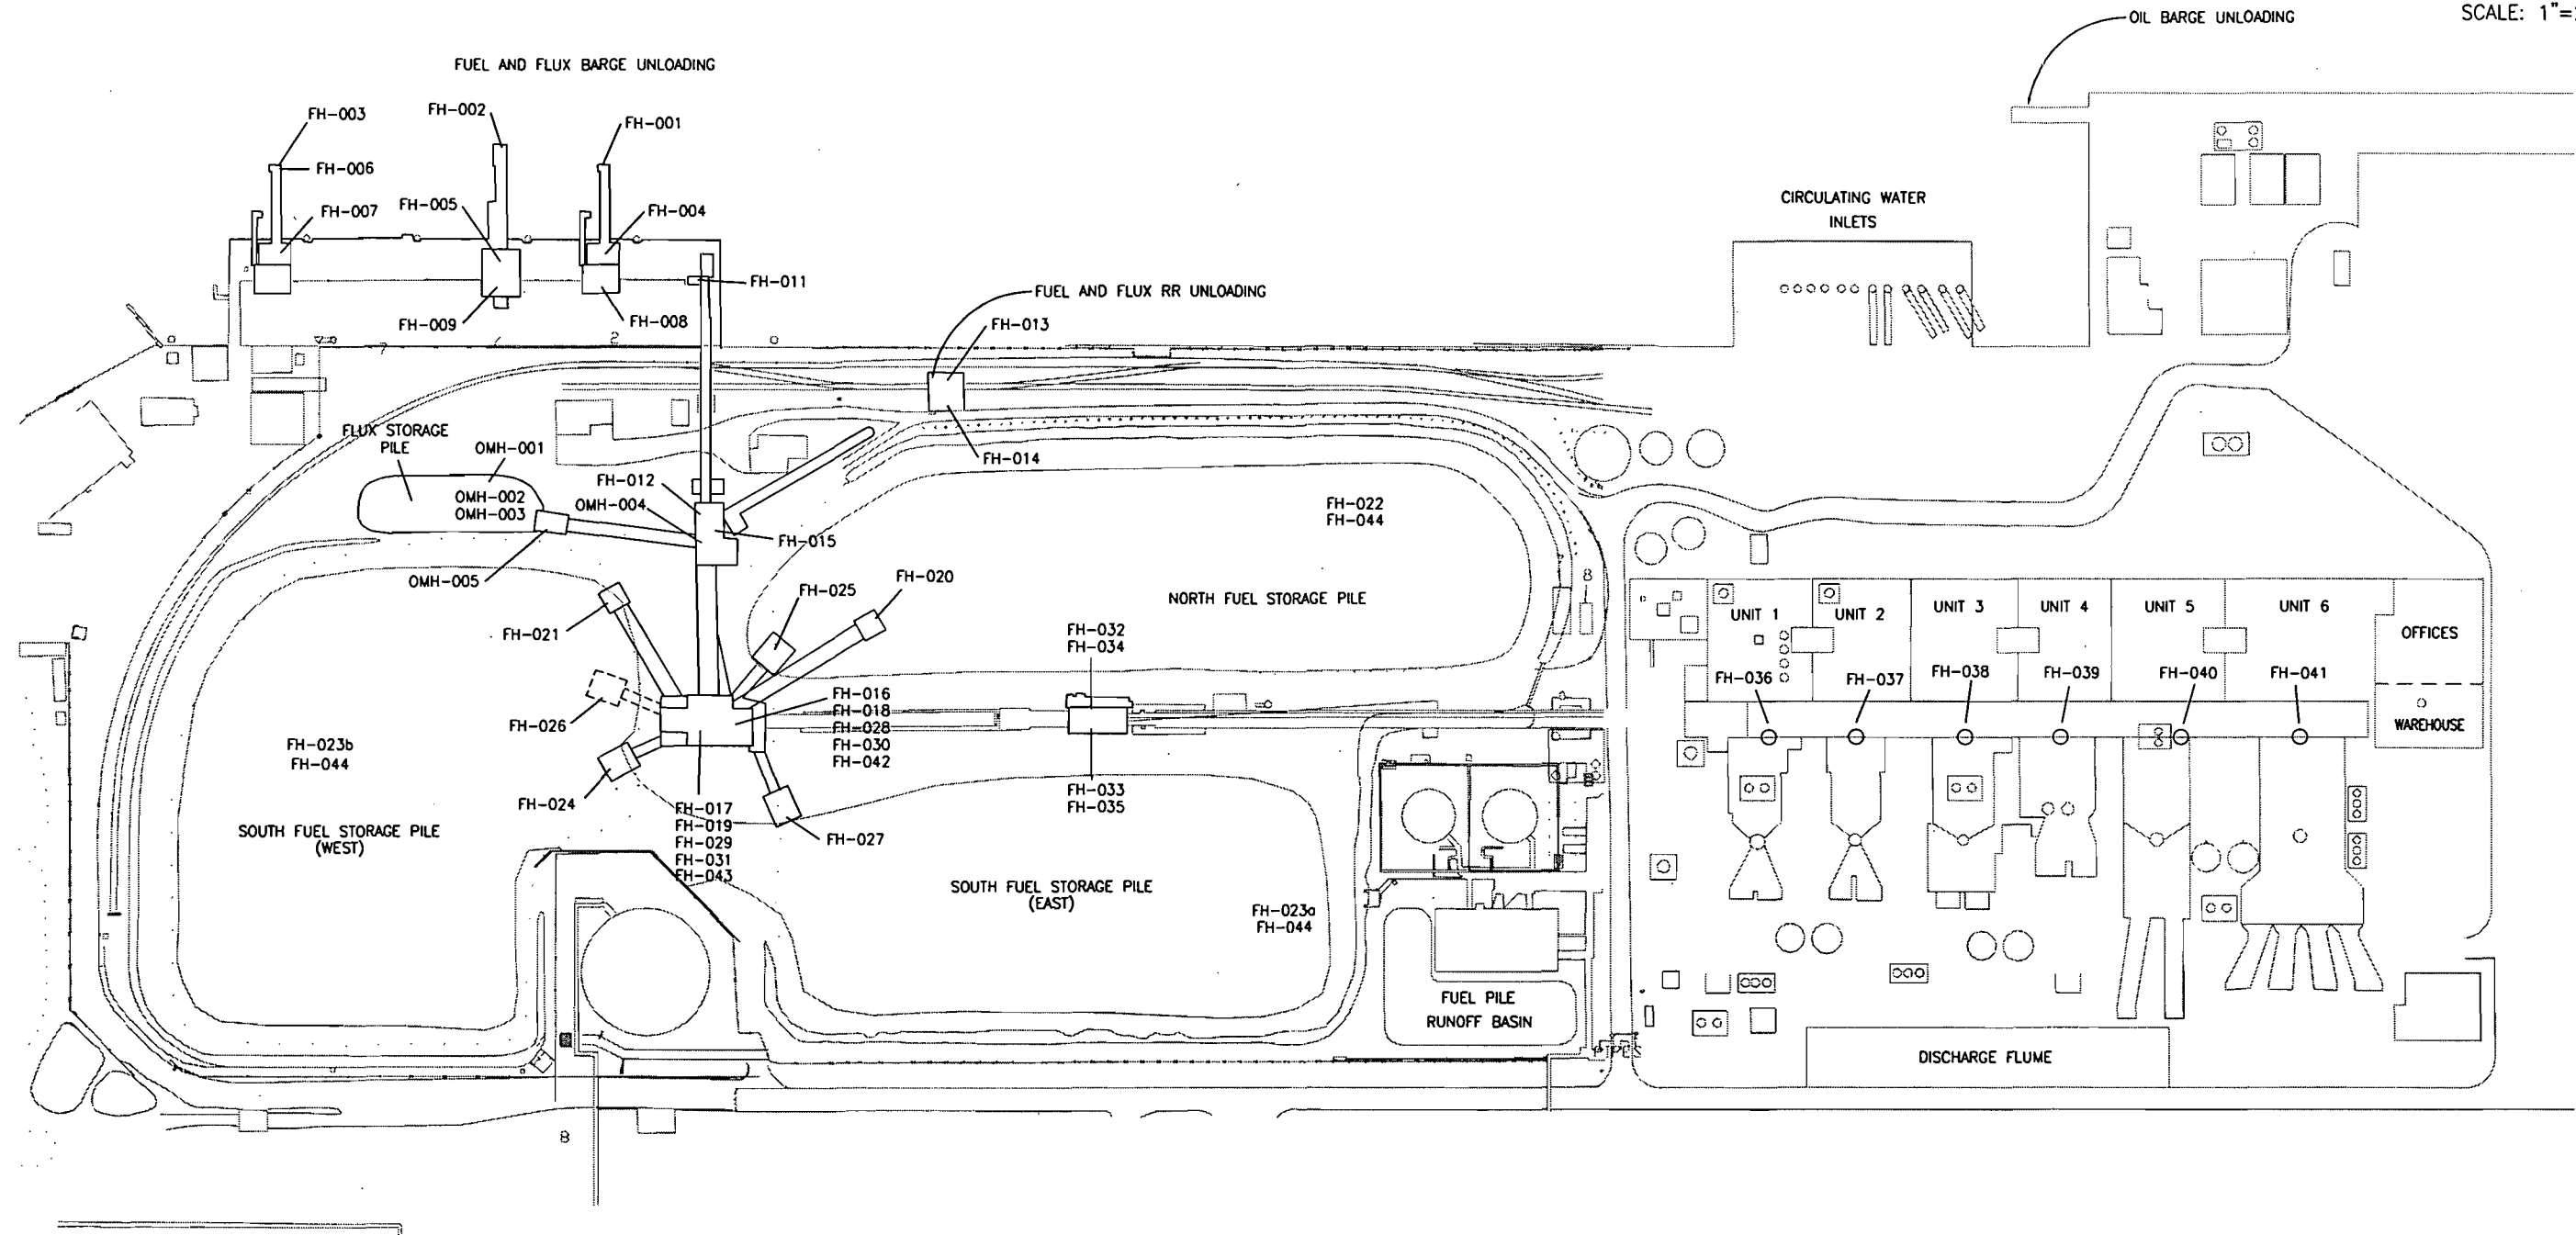 OIL BARGE UNLOADING
SCALE: 1"=
FUEL AND FLUX BARGE UNLOADING
FH-003
FH-002
FH-001
FH-006
FH-007
FH-005
FH-004
CIRCULATING WATER
INLETS
FH-011
FUEL AND FLUX RR UNLOADING
FH-009
FH-008
FH-013
2
7
FLUX STORAGE
PILE
OMH-001
FH-014
FH-012
OMH-002
OMH-003
OMH-004
FH-022
FH-044
FH-015
OMH-005
FH-020
FH-025
8
NORTH FUEL STORAGE PILE
UNIT 1
UNIT 2
UNIT 3
UNIT 4
UNIT 5
UNIT 6
OFFICES
FH-021
FH-032
FH-034
FH-036
FH-037
FH-038
FH-039
FH-040
FH-041
FH-026
FH-016
FH-018
FH-028
FH-030
FH-042
WAREHOUSE
FH-023b
FH-044
FH-024
FH-033
FH-035
FH-017
FH-019
FH-029
FH-031
FH-043
FH-027
SOUTH FUEL STORAGE PILE
(WEST)
SOUTH FUEL STORAGE PILE
(EAST)
FH-023a
FH-044
FUEL PILE
RUNOFF BASIN
PIPES
DISCHARGE FLUME
8